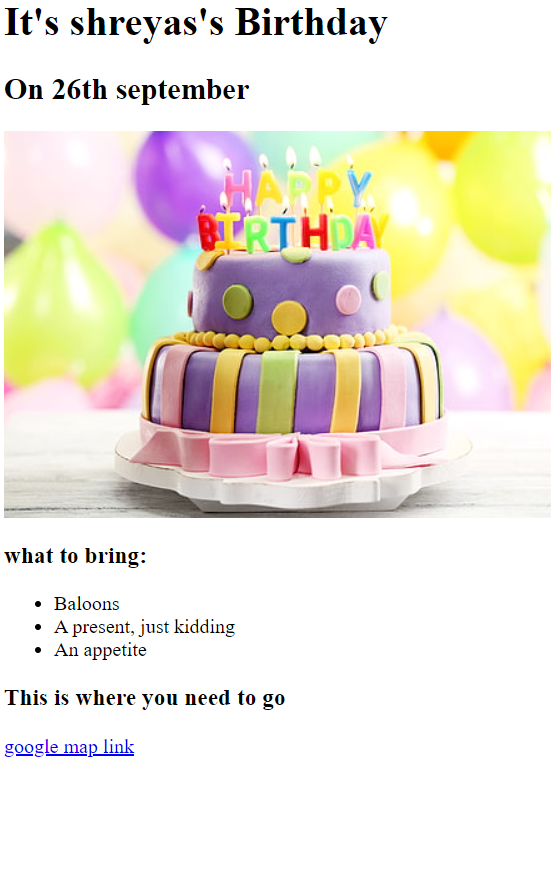 It's shreyas's Birthday
On 26th september
HAPPY
BIRTHDAY
what to bring:
Baloons
A present, just kidding
An appetite
This is where you need to go
google map link